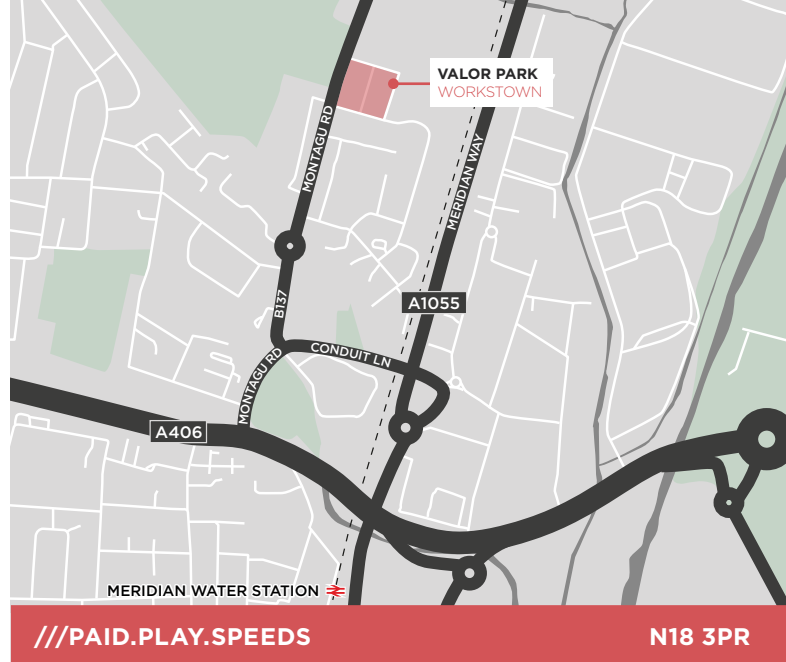 VALOR PARK
WORKSTOWN
MONTAGU RD
MERIDIAN WAY
B137
A1055
CONDUIT LN
MONTAGU RD
A406
MERIDIAN WATER STATION
///PAID.PLAY.SPEEDS
N18 3PR